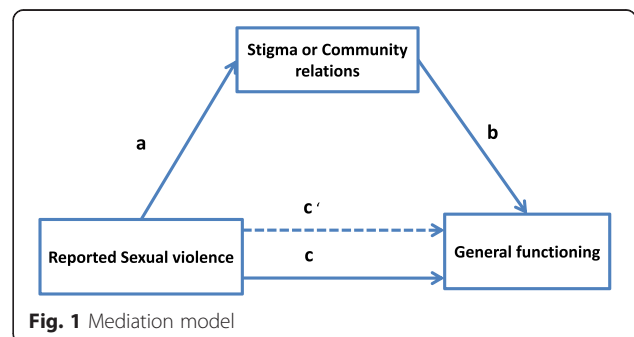 Stigma or Community
relations
a
b
c ‘
Reported Sexual violence
c
General functioning
Fig. 1 Mediation model